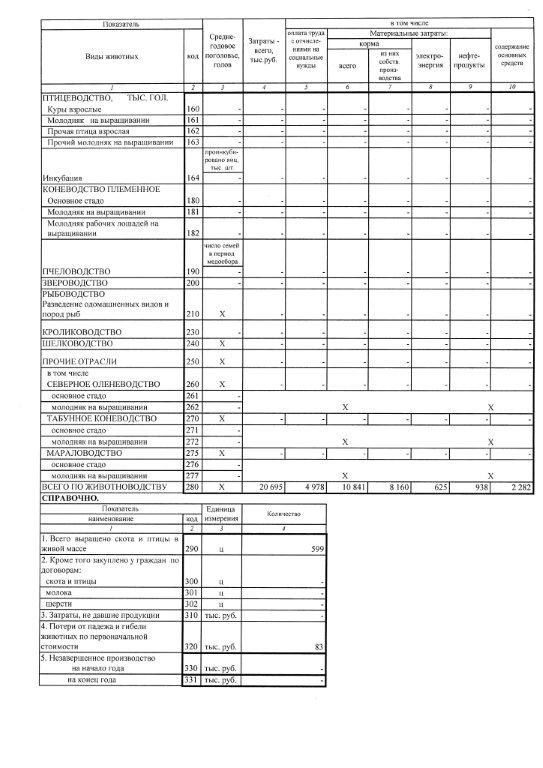 Показатель Средне-годовое поголовье, голов Затраты - всего, тыс.руб. в том числе
оплата труда с отчисле-ниями на социальные нужды Материальные затраты:
Виды животных код корма электро-энергия нефте-продукты содержание основных средств
всего из них собств. произ-водства
1 2 3 4 5 6 7 8 9 10
ПТИЦЕВОДСТВО, ТЫС. ГОЛ.
Куры взрослые 160 - - - - - - - -
Молодняк на выращивании 161 - - - - - - - -
Прочая птица взрослая 162 - - - - - - - -
Прочий молодняк на выращивании 163 - - - - - - - -
проинкуби-
ровано яиц,
тыс. шт.
Инкубация 164 - - - - - - - -
КОНЕВОДСТВО ПЛЕМЕННОЕ
Основное стадо 180 - - - - - - - -
Молодняк на выращивании 181 - - - - - - - -
Молодняк рабочих лошадей на
выращивании 182 - - - - - - - -
число семей
в период
медосбора
ПЧЕЛОВОДСТВО 190 - - - - - - - -
ЗВЕРОВОДСТВО 200 - - - - - - - -
РЫБОВОДСТВО
Разведение одомашненных видов и
пород рыб 210 X - - - - - - -
КРОЛИКОВОДСТВО 230 - - - - - - - -
ШЕЛКОВОДСТВО 240 X - - - - - - -
ПРОЧИЕ ОТРАСЛИ 250 X - - - - - - -
в том числе
СЕВЕРНОЕ ОЛЕНЕВОДСТВО 260 X - - - - - - -
основное стадо 261 -
молодняк на выращивании 262 - X X
ТАБУННОЕ КОНЕВОДСТВО 270 X - - - - - - -
основное стадо 271 -
молодняк на выращивании 272 - X X
МАРАЛОВОДСТВО 275 X - - - - - - -
основное стадо 276 -
молодняк на выращивании 277 - X X
ВСЕГО ПО ЖИВОТНОВОДСТВУ 280 X 20 695 4 978 10 841 8 160 625 938 2 282
СПРАВОЧНО.
Показатель Единица измерения Количество
наименование код
1 2 3 4
1. Всего выращено скота и птицы в
живой массе 290 ц 599
2. Кроме того закуплено у граждан по
договорам:
скота и птицы 300 ц -
молока 301 ц -
шерсти 302 ц -
3. Затраты, не давшие продукции 310 тыс. руб. -
4. Потери от падежа и гибели
животных по первоначальной
стоимости 320 тыс. руб. 83
5. Незавершенное производство
на начало года 330 тыс. руб. -
на конец года 331 тыс. руб. -